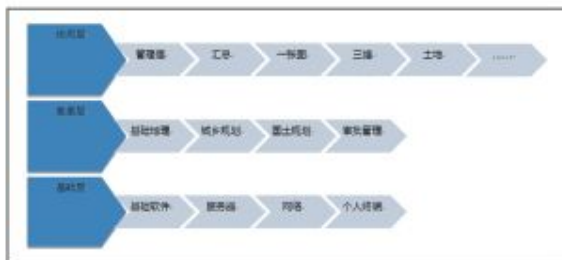 应用层
管理信 汇总 一张图 三维 土地
数据层
基础地理 城乡规划 国土规划 审批管理
基础层
基础软件 服务器 网络 个人终端